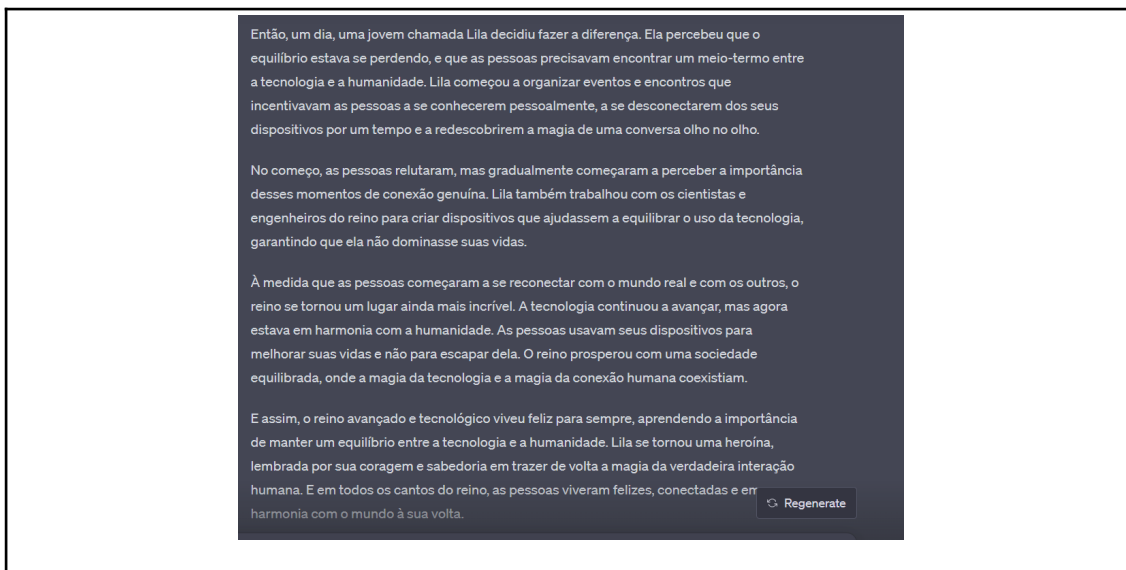 Então, um dia, uma jovem chamada Lila decidiu fazer a diferença. Ela percebeu que o
equilíbrio estava se perdendo, e que as pessoas precisavam encontrar um meio-termo entre
a tecnologia e a humanidade. Lila começou a organizar eventos e encontros que
incentivavam as pessoas a se conhecerem pessoalmente, a se desconectarem dos seus
dispositivos por um tempo e a redescobrirem a magia de uma conversa olho no olho.
No começo, as pessoas relutaram, mas gradualmente começaram a perceber a importância
desses momentos de conexão genuína. Lila também trabalhou com os cientistas e
engenheiros do reino para criar dispositivos que ajudassem a equilibrar o uso da tecnologia,
garantindo que ela não dominasse suas vidas.
À medida que as pessoas começaram a se reconectar com o mundo real e com os outros, o
reino se tornou um lugar ainda mais incrível. A tecnologia continuou a avançar, mas agora
estava em harmonia com a humanidade. As pessoas usavam seus dispositivos para
melhorar suas vidas e não para escapar dela. O reino prosperou com uma sociedade
equilibrada, onde a magia da tecnologia e a magia da conexão humana coexistiam.
E assim, o reino avançado e tecnológico viveu feliz para sempre, aprendendo a importância
de manter um equilíbrio entre a tecnologia e a humanidade. Lila se tornou uma heroína,
lembrada por sua coragem e sabedoria em trazer de volta a magia da verdadeira interação
humana. E em todos os cantos do reino, as pessoas viveram felizes, conectadas e em
harmonia com o mundo à sua volta.
Regenerate